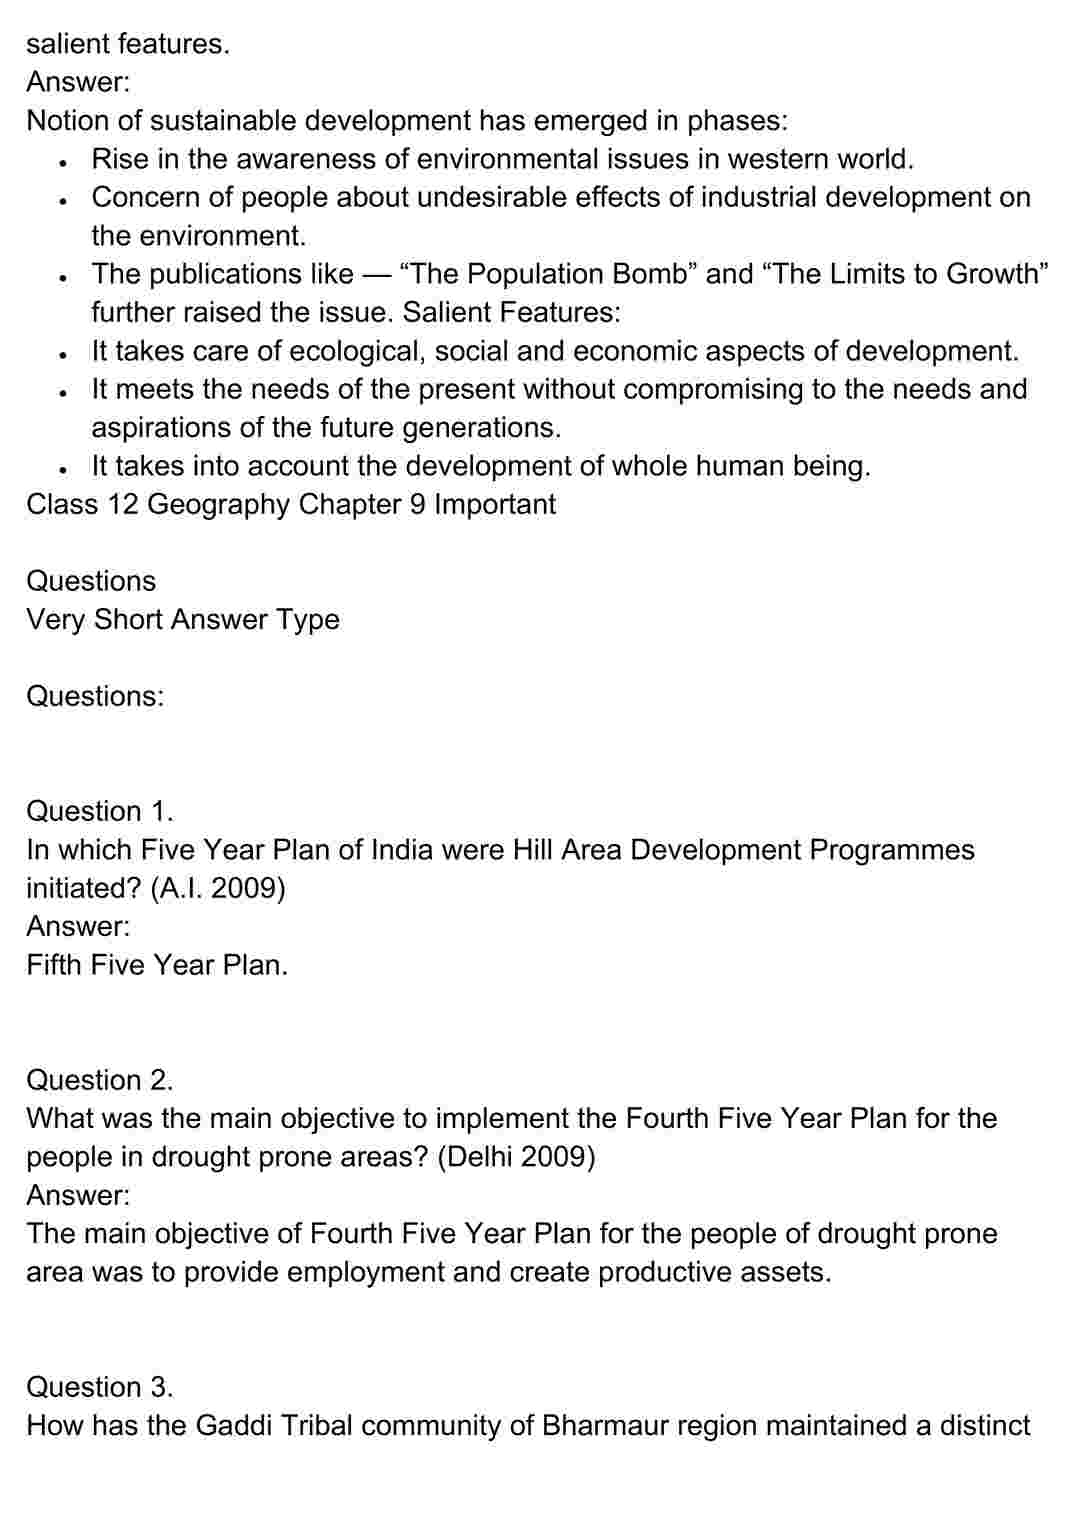 salient features.
Answer:
Notion of sustainable development has emerged in phases:
• Rise in the awareness of environmental issues in western world.
• Concern of people about undesirable effects of industrial development on
the environment.
• The publications like — “The Population Bomb” and “The Limits to Growth”
further raised the issue. Salient Features:
• It takes care of ecological, social and economic aspects of development.
• It meets the needs of the present without compromising to the needs and
aspirations of the future generations.
• It takes into account the development of whole human being.
Class 12 Geography Chapter 9 Important
Questions
Very Short Answer Type
Questions:
Question 1.
In which Five Year Plan of India were Hill Area Development Programmes
initiated? (A.I. 2009)
Answer:
Fifth Five Year Plan.
Question 2.
What was the main objective to implement the Fourth Five Year Plan for the
people in drought prone areas? (Delhi 2009)
Answer:
The main objective of Fourth Five Year Plan for the people of drought prone
area was to provide employment and create productive assets.
Question 3.
How has the Gaddi Tribal community of Bharmaur region maintained a distinct